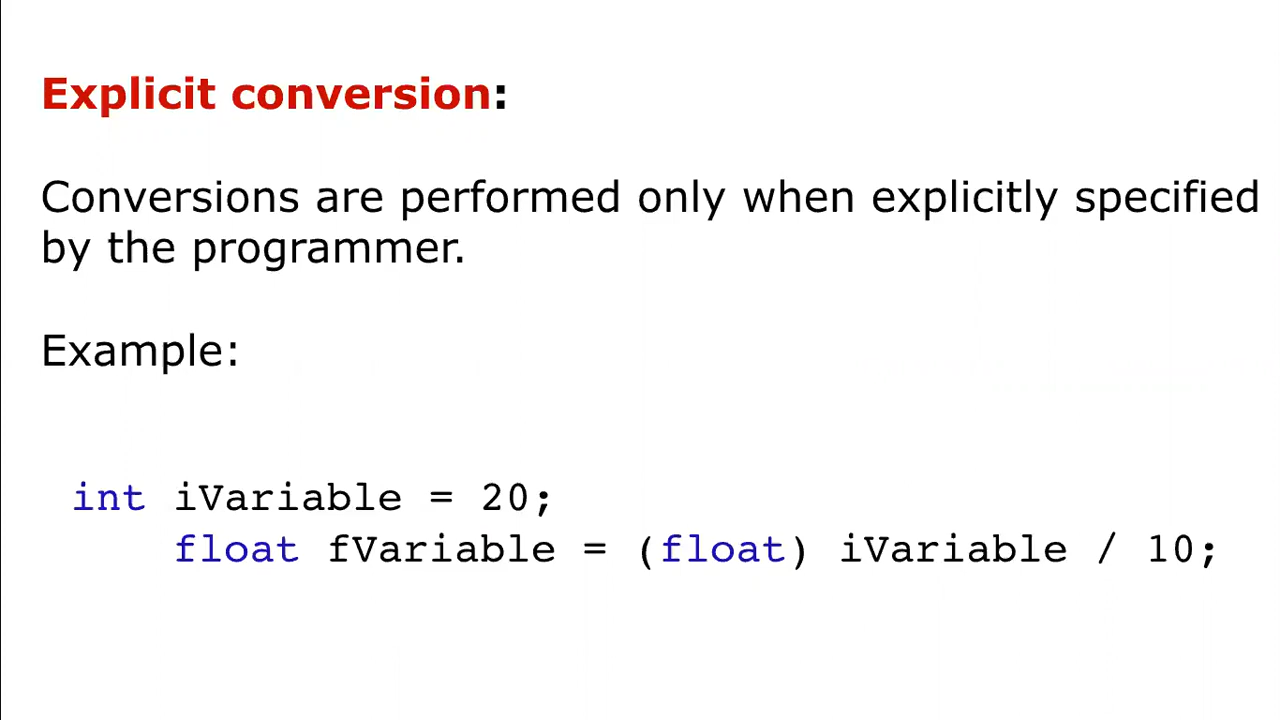 Explicit conversion:
Conversions are performed only when explicitly specified
by the programmer.
Example:
int iVariable = 20;
float fVariable = (float) iVariable / 10;